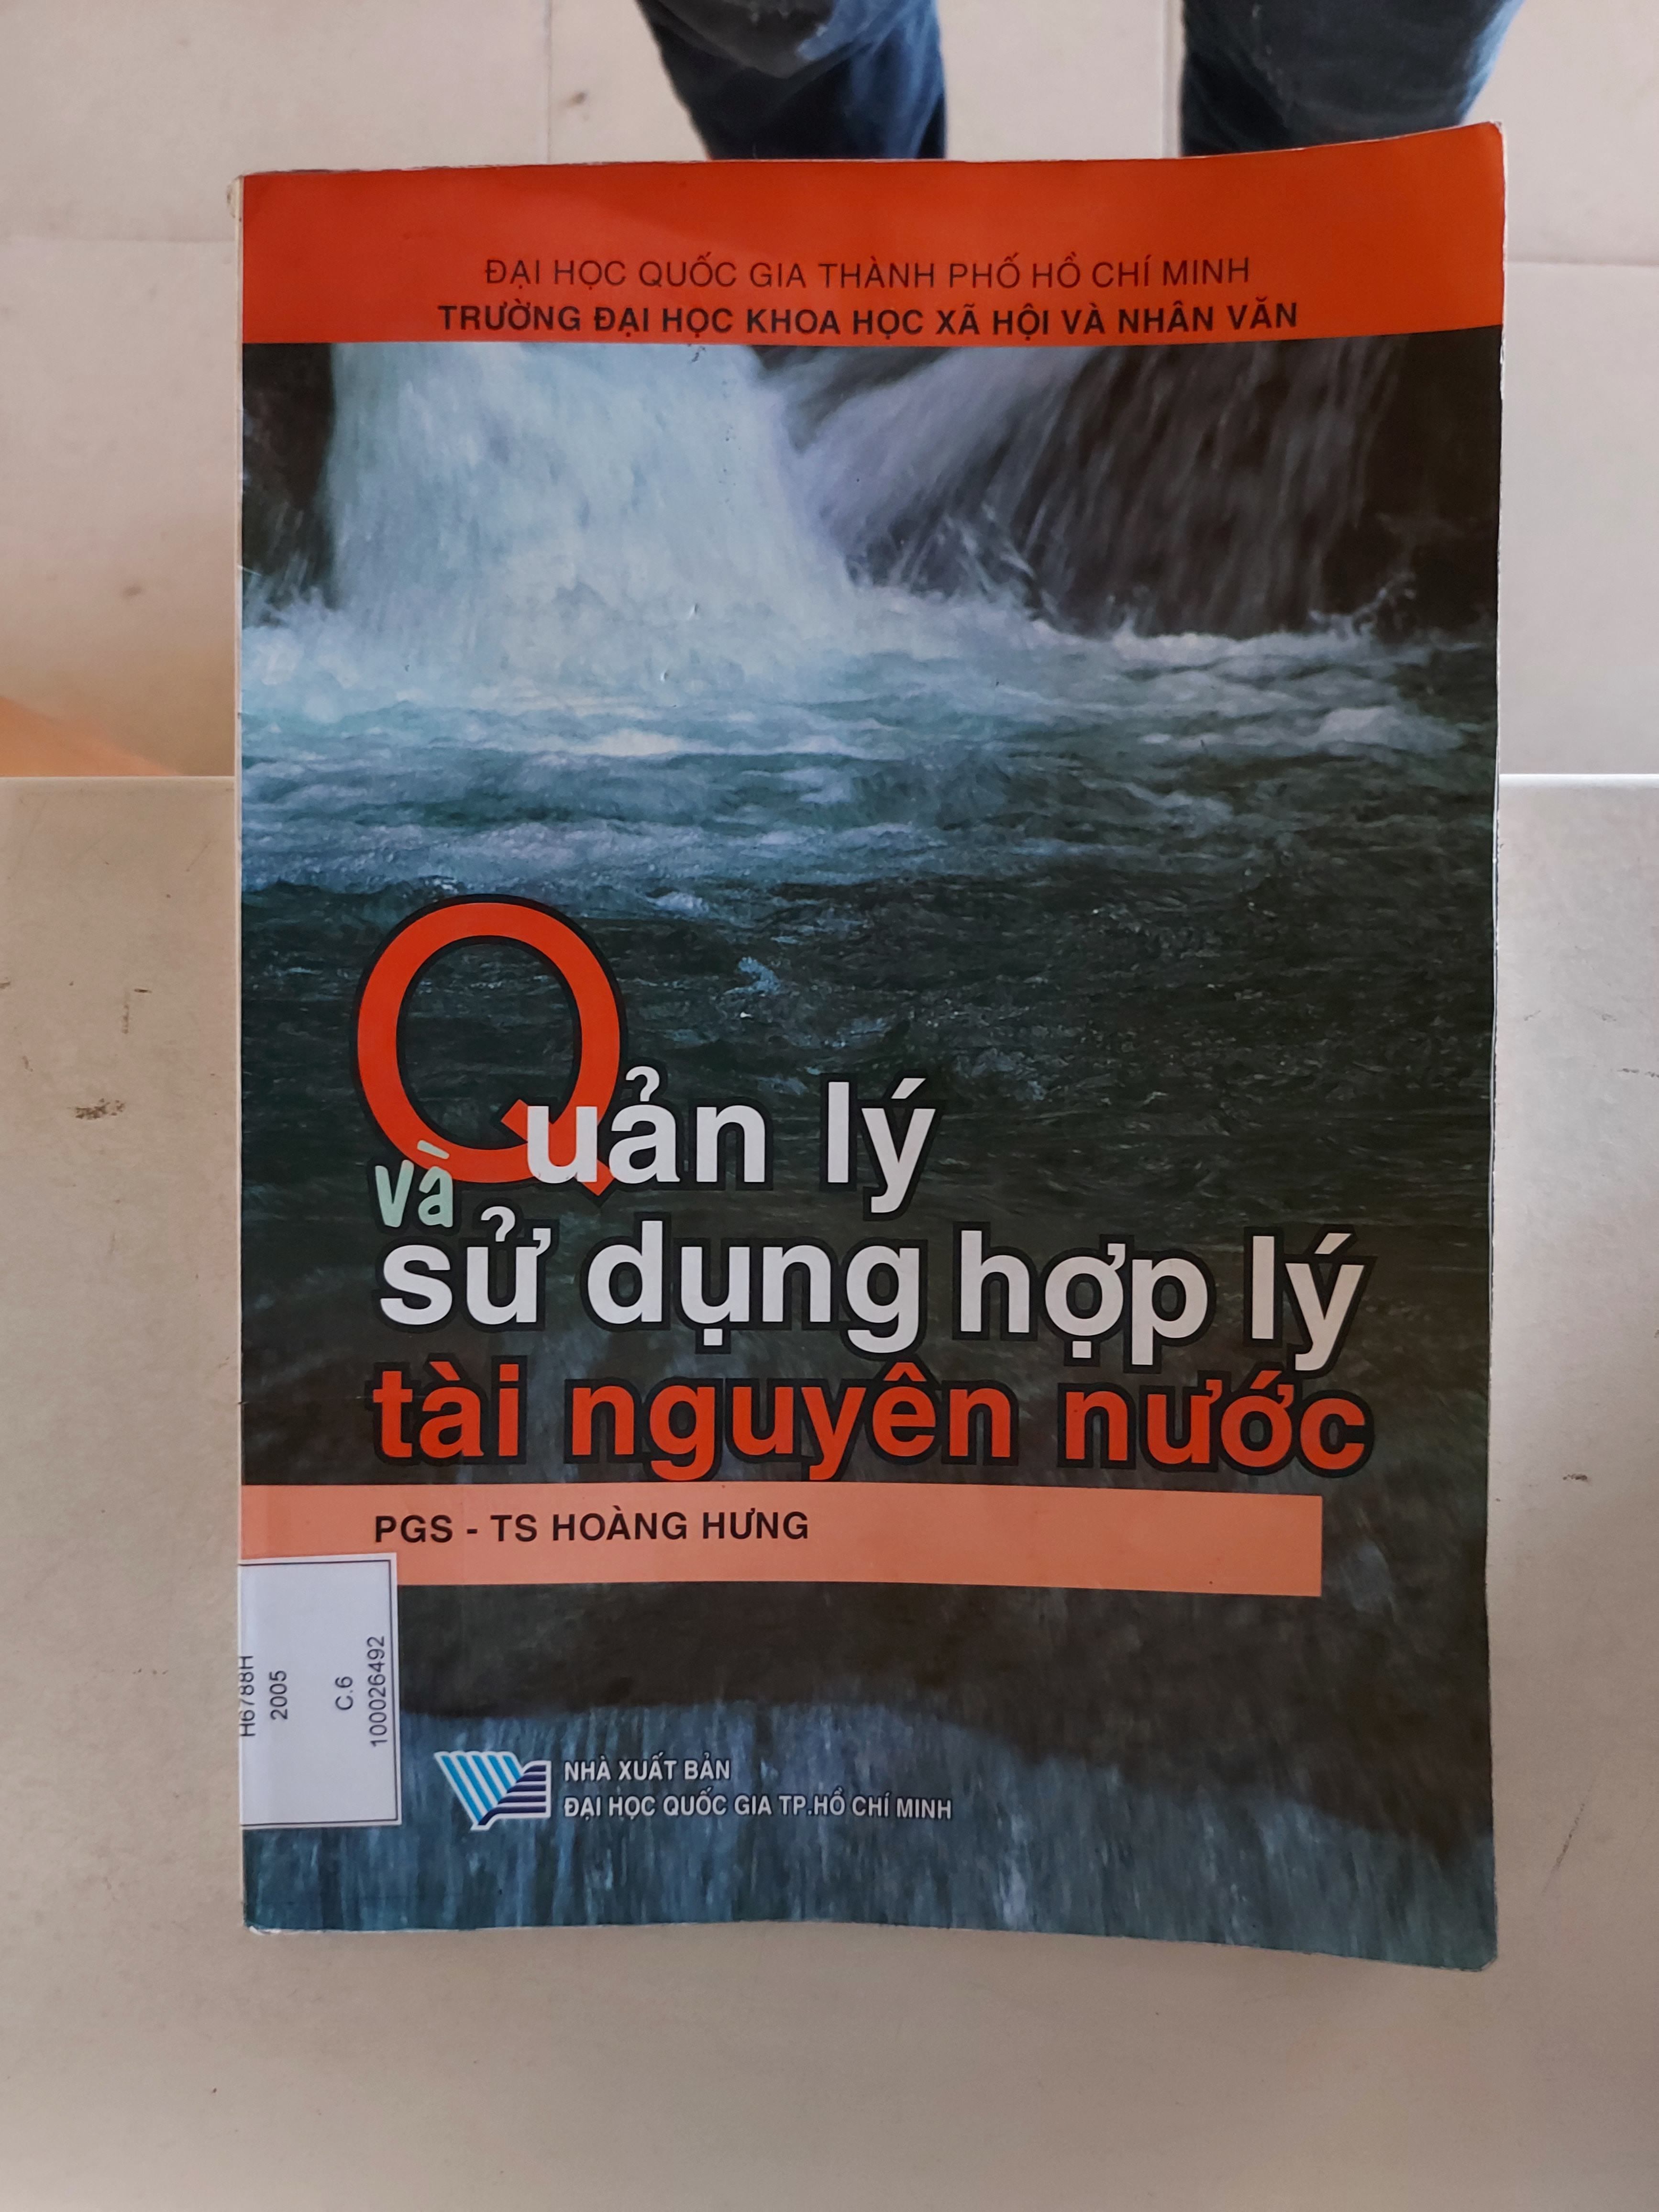 ĐẠI HỌC QUỐC GIA THÀNH PHỐ HỒ CHÍ MINH
TRƯỜNG ĐẠI HỌC KHOA HỌC XÃ HỘI VÀ NHÂN VĂN
Quản lý
và
sử dụng hợp lý
tài nguyên nước
PGS - TS HOÀNG HƯNG
H6788H
2005
C.6
100026492
NHÀ XUẤT BẢN
ĐẠI HỌC QUỐC GIA TP.HỒ CHÍ MINH